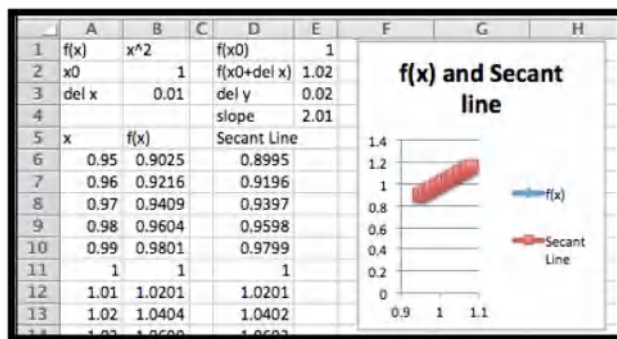 A B C D E F G H
1 f(x) x^2 f(x0) 1
2 x0 1 f(x0+del x) 1.02
3 del x 0.01 del y 0.02
4 slope 2.01
5 x f(x) Secant Line
6 0.95 0.9025 0.8995
7 0.96 0.9216 0.9196
8 0.97 0.9409 0.9397
9 0.98 0.9604 0.9598
10 0.99 0.9801 0.9799
11 1 1 1
12 1.01 1.0201 1.0201
13 1.02 1.0404 1.0402
f(x) and Secant
line
1.4
1.2
1
0.8
0.6
0.4
0.2
0
0.9 1 1.1
f(x)
Secant
Line